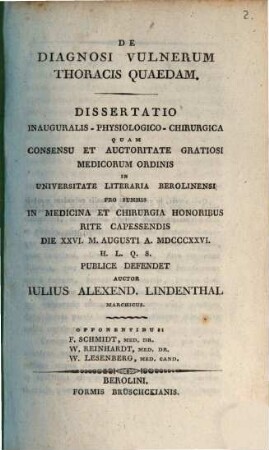 2.
DE
DIAGNOSI VULNERUM
THORACIS QUAEDAM.
DISSERTATIO
INAUGURALIS-PHYSIOLOGICO-CHIRURGICA
QUAM
CONSENSU ET AUCTORITATE GRATIOSI
MEDICORUM ORDINIS
IN
UNIVERSITATE LITERARIA BEROLINENSI
PRO SUMMIS
IN MEDICINA ET CHIRURGIA HONORIBUS
RITE CAPESSENDIS
DIE XXVI. M. AUGUSTI A. MDCCCXXVI.
H. L. Q. S.
PUBLICE DEFENDET
AUCTOR
IULIUS ALEXEND. LINDENTHAL
MARCHICUS.
OPPONENTIBUS:
F. SCHMIDT, MED. DR.
W. REINHARDT, MED. DR.
W. LESENBERG, MED. CAND.
BEROLINI,
FORMIS BRÜSCHCKIANIS.